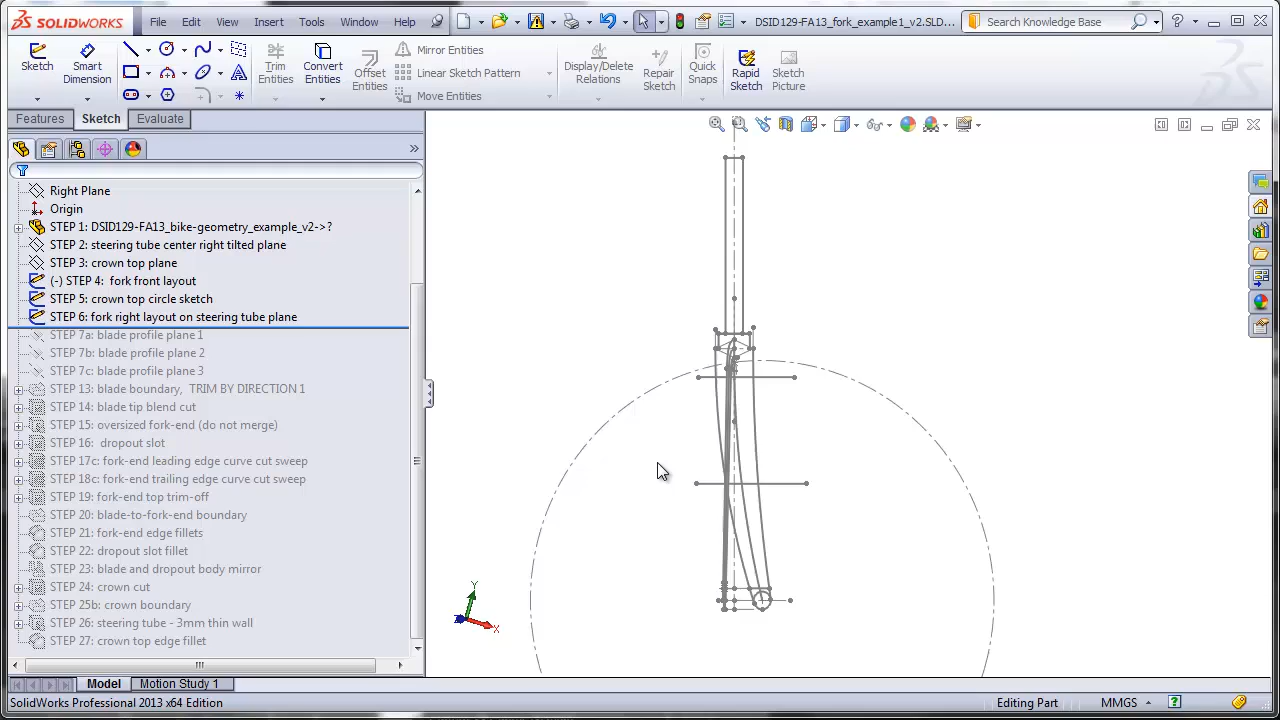 SOLIDWORKS File Edit View Insert Tools Window Help DSID129-FA13_fork_example1_v2.SLD... Search Knowledge Base
Sketch Smart Dimension Trim Entities Convert Entities Offset Entities Mirror Entities Linear Sketch Pattern Move Entities Display/Delete Relations Repair Sketch Quick Snaps Rapid Sketch Sketch Picture
Features Sketch Evaluate
Right Plane
Origin
STEP 1: DSID129-FA13_bike-geometry_example_v2->?
STEP 2: steering tube center right tilted plane
STEP 3: crown top plane
(-) STEP 4: fork front layout
STEP 5: crown top circle sketch
STEP 6: fork right layout on steering tube plane
STEP 7a: blade profile plane 1
STEP 7b: blade profile plane 2
STEP 7c: blade profile plane 3
STEP 13: blade boundary, TRIM BY DIRECTION 1
STEP 14: blade tip blend cut
STEP 15: oversized fork-end (do not merge)
STEP 16: dropout slot
STEP 17c: fork-end leading edge curve cut sweep
STEP 18c: fork-end trailing edge curve cut sweep
STEP 19: fork-end top trim-off
STEP 20: blade-to-fork-end boundary
STEP 21: fork-end edge fillets
STEP 22: dropout slot fillet
STEP 23: blade and dropout body mirror
STEP 24: crown cut
STEP 25b: crown boundary
STEP 26: steering tube - 3mm thin wall
STEP 27: crown top edge fillet
Y
X
Model Motion Study 1
SolidWorks Professional 2013 x64 Edition Editing Part MMGS